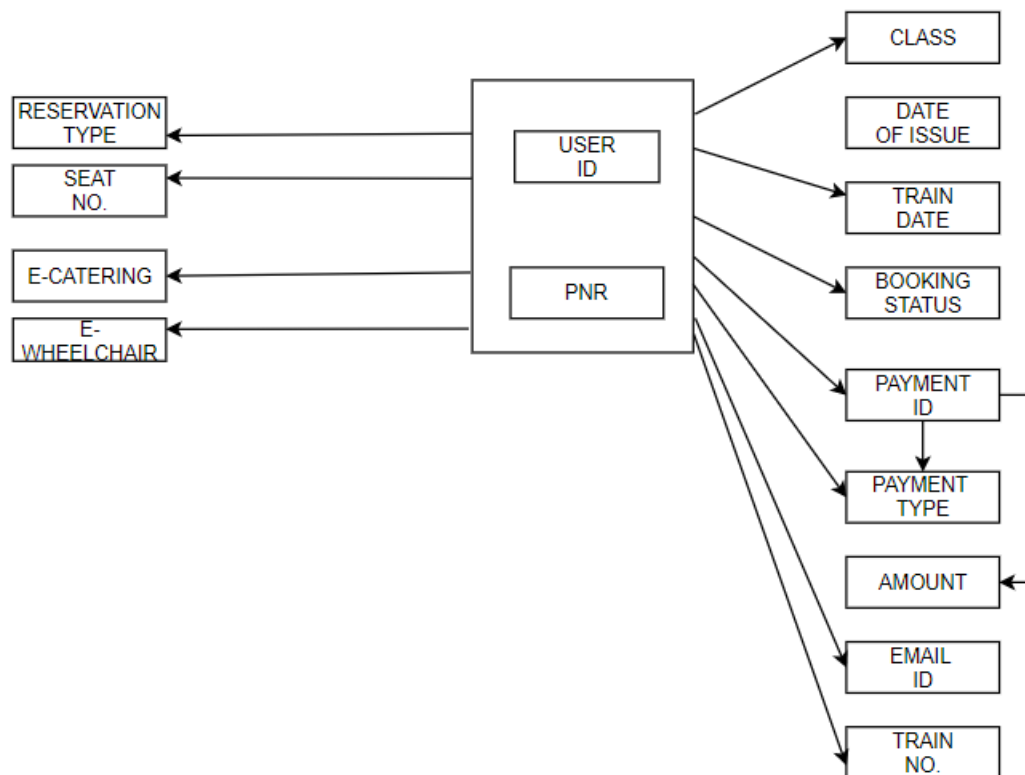 RESERVATION
TYPE
SEAT
NO.
E-CATERING
E-
WHEELCHAIR
USER
ID
PNR
CLASS
DATE
OF ISSUE
TRAIN
DATE
BOOKING
STATUS
PAYMENT
ID
PAYMENT
TYPE
AMOUNT
EMAIL
ID
TRAIN
NO.